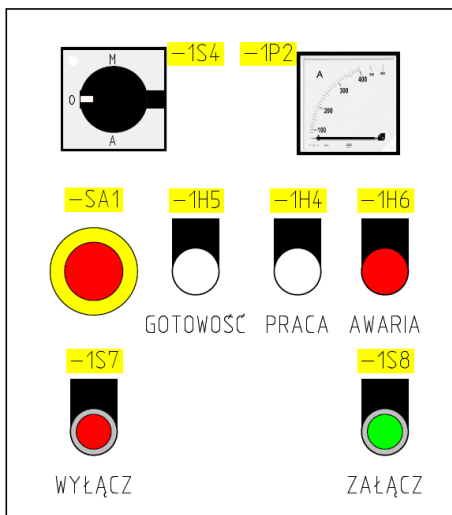 -1S4
-1P2
M
O
A
A
100
200
300
400
-SA1
-1H5
-1H4
-1H6
GOTOWOŚĆ
PRACA
AWARIA
-1S7
-1S8
WYŁĄCZ
ZAŁĄCZ